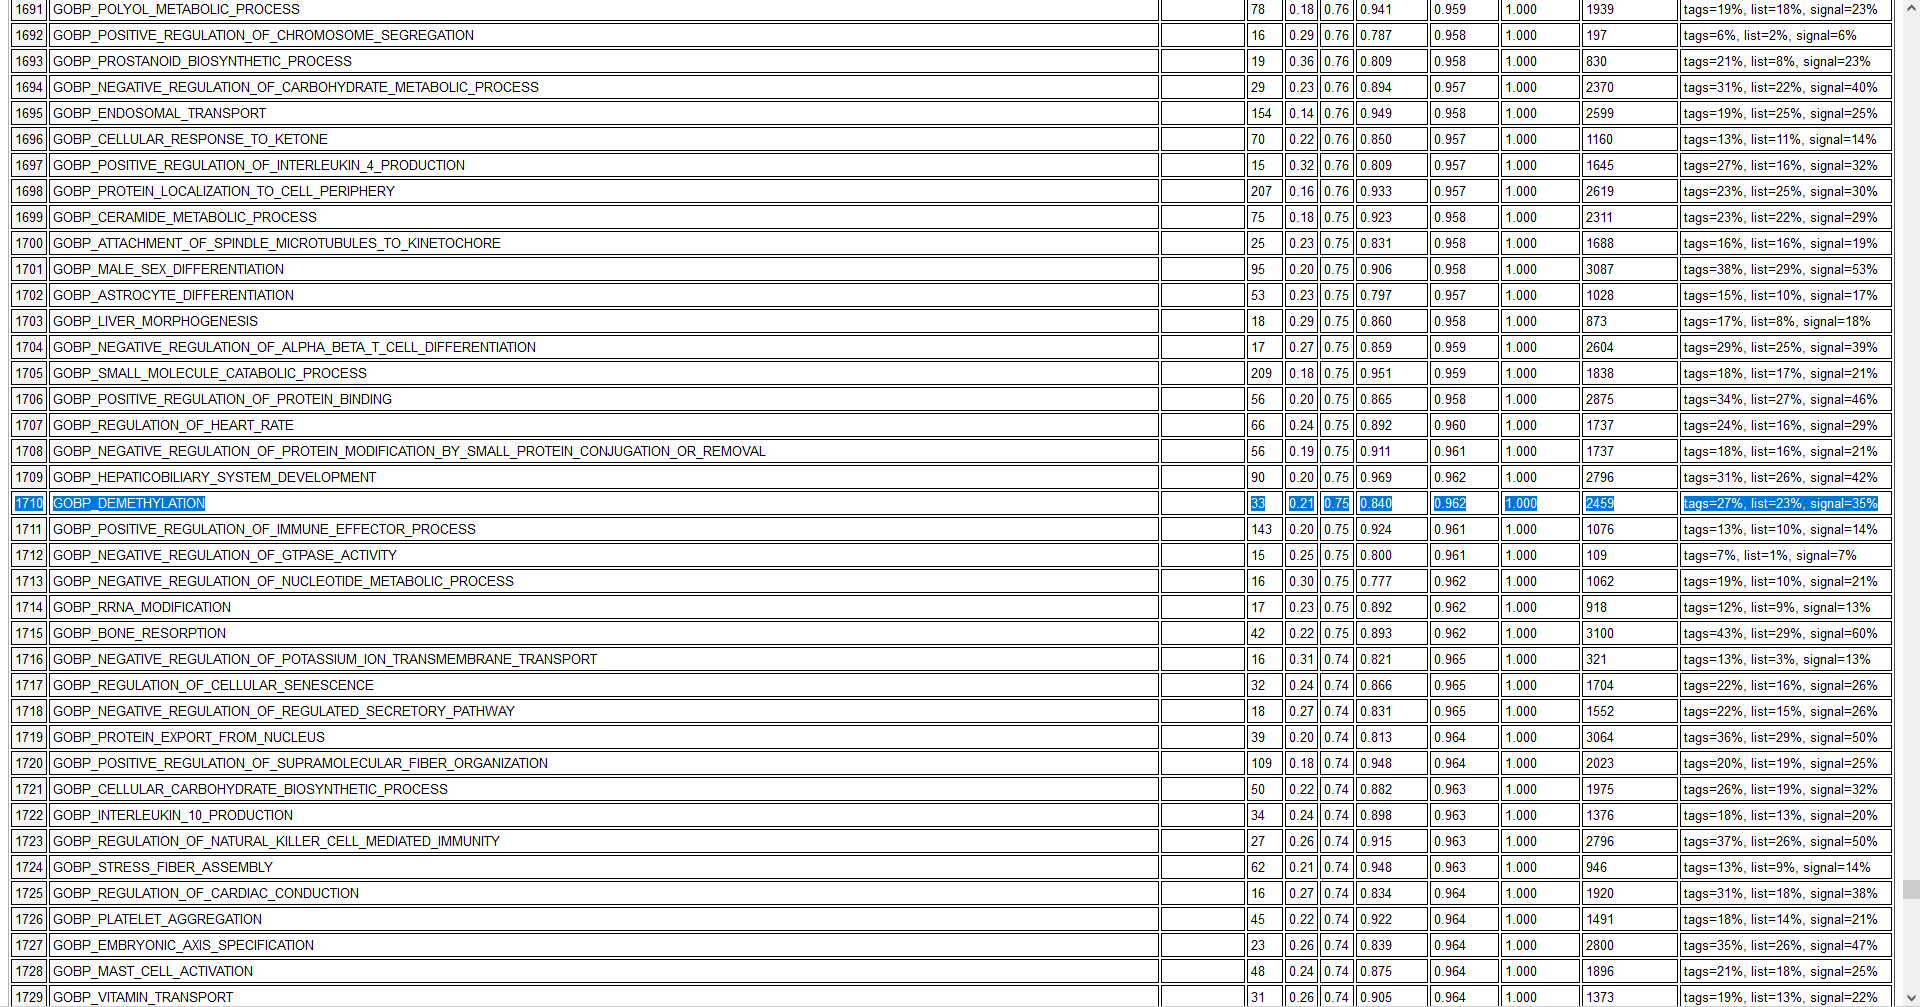 1691 GOBP_POLYOL_METABOLIC_PROCESS 78 0.18 0.76 0.941 0.959 1.000 1939 tags=19%, list=18%, signal=23%
1692 GOBP_POSITIVE_REGULATION_OF_CHROMOSOME_SEGREGATION 16 0.29 0.76 0.787 0.958 1.000 197 tags=6%, list=2%, signal=6%
1693 GOBP_PROSTANOID_BIOSYNTHETIC_PROCESS 19 0.36 0.76 0.809 0.958 1.000 830 tags=21%, list=8%, signal=23%
1694 GOBP_NEGATIVE_REGULATION_OF_CARBOHYDRATE_METABOLIC_PROCESS 29 0.23 0.76 0.894 0.957 1.000 2370 tags=31%, list=22%, signal=40%
1695 GOBP_ENDOSOMAL_TRANSPORT 154 0.14 0.76 0.949 0.958 1.000 2599 tags=19%, list=25%, signal=25%
1696 GOBP_CELLULAR_RESPONSE_TO_KETONE 70 0.22 0.76 0.850 0.957 1.000 1160 tags=13%, list=11%, signal=14%
1697 GOBP_POSITIVE_REGULATION_OF_INTERLEUKIN_4_PRODUCTION 15 0.32 0.76 0.809 0.957 1.000 1645 tags=27%, list=16%, signal=32%
1698 GOBP_PROTEIN_LOCALIZATION_TO_CELL_PERIPHERY 207 0.16 0.76 0.933 0.957 1.000 2619 tags=23%, list=25%, signal=30%
1699 GOBP_CERAMIDE_METABOLIC_PROCESS 75 0.18 0.75 0.923 0.958 1.000 2311 tags=23%, list=22%, signal=29%
1700 GOBP_ATTACHMENT_OF_SPINDLE_MICROTUBULES_TO_KINETOCHORE 25 0.23 0.75 0.831 0.958 1.000 1688 tags=16%, list=16%, signal=19%
1701 GOBP_MALE_SEX_DIFFERENTIATION 95 0.20 0.75 0.906 0.958 1.000 3087 tags=38%, list=29%, signal=53%
1702 GOBP_ASTROCYTE_DIFFERENTIATION 53 0.23 0.75 0.797 0.957 1.000 1028 tags=15%, list=10%, signal=17%
1703 GOBP_LIVER_MORPHOGENESIS 18 0.29 0.75 0.860 0.958 1.000 873 tags=17%, list=8%, signal=18%
1704 GOBP_NEGATIVE_REGULATION_OF_ALPHA_BETA_T_CELL_DIFFERENTIATION 17 0.27 0.75 0.859 0.959 1.000 2604 tags=29%, list=25%, signal=39%
1705 GOBP_SMALL_MOLECULE_CATABOLIC_PROCESS 209 0.18 0.75 0.951 0.959 1.000 1838 tags=18%, list=17%, signal=21%
1706 GOBP_POSITIVE_REGULATION_OF_PROTEIN_BINDING 56 0.20 0.75 0.865 0.958 1.000 2875 tags=34%, list=27%, signal=46%
1707 GOBP_REGULATION_OF_HEART_RATE 66 0.24 0.75 0.892 0.960 1.000 1737 tags=24%, list=16%, signal=29%
1708 GOBP_NEGATIVE_REGULATION_OF_PROTEIN_MODIFICATION_BY_SMALL_PROTEIN_CONJUGATION_OR_REMOVAL 56 0.19 0.75 0.911 0.961 1.000 1737 tags=18%, list=16%, signal=21%
1709 GOBP_HEPATICOBILIARY_SYSTEM_DEVELOPMENT 90 0.20 0.75 0.969 0.962 1.000 2796 tags=31%, list=26%, signal=42%
1710 GOBP_DEMETHYLATION 33 0.21 0.75 0.840 0.962 1.000 2459 tags=27%, list=23%, signal=35%
1711 GOBP_POSITIVE_REGULATION_OF_IMMUNE_EFFECTOR_PROCESS 143 0.20 0.75 0.924 0.961 1.000 1076 tags=13%, list=10%, signal=14%
1712 GOBP_NEGATIVE_REGULATION_OF_GTPASE_ACTIVITY 15 0.25 0.75 0.800 0.961 1.000 109 tags=7%, list=1%, signal=7%
1713 GOBP_NEGATIVE_REGULATION_OF_NUCLEOTIDE_METABOLIC_PROCESS 16 0.30 0.75 0.777 0.962 1.000 1062 tags=19%, list=10%, signal=21%
1714 GOBP_RRNA_MODIFICATION 17 0.23 0.75 0.892 0.962 1.000 918 tags=12%, list=9%, signal=13%
1715 GOBP_BONE_RESORPTION 42 0.22 0.75 0.893 0.962 1.000 3100 tags=43%, list=29%, signal=60%
1716 GOBP_NEGATIVE_REGULATION_OF_POTASSIUM_ION_TRANSMEMBRANE_TRANSPORT 16 0.31 0.74 0.821 0.965 1.000 321 tags=13%, list=3%, signal=13%
1717 GOBP_REGULATION_OF_CELLULAR_SENESCENCE 32 0.24 0.74 0.866 0.965 1.000 1704 tags=22%, list=16%, signal=26%
1718 GOBP_NEGATIVE_REGULATION_OF_REGULATED_SECRETORY_PATHWAY 18 0.27 0.74 0.831 0.965 1.000 1552 tags=22%, list=15%, signal=26%
1719 GOBP_PROTEIN_EXPORT_FROM_NUCLEUS 39 0.20 0.74 0.813 0.964 1.000 3064 tags=36%, list=29%, signal=50%
1720 GOBP_POSITIVE_REGULATION_OF_SUPRAMOLECULAR_FIBER_ORGANIZATION 109 0.18 0.74 0.948 0.964 1.000 2023 tags=20%, list=19%, signal=25%
1721 GOBP_CELLULAR_CARBOHYDRATE_BIOSYNTHETIC_PROCESS 50 0.22 0.74 0.882 0.963 1.000 1975 tags=26%, list=19%, signal=32%
1722 GOBP_INTERLEUKIN_10_PRODUCTION 34 0.24 0.74 0.898 0.963 1.000 1376 tags=18%, list=13%, signal=20%
1723 GOBP_REGULATION_OF_NATURAL_KILLER_CELL_MEDIATED_IMMUNITY 27 0.26 0.74 0.915 0.963 1.000 2796 tags=37%, list=26%, signal=50%
1724 GOBP_STRESS_FIBER_ASSEMBLY 62 0.21 0.74 0.948 0.963 1.000 946 tags=13%, list=9%, signal=14%
1725 GOBP_REGULATION_OF_CARDIAC_CONDUCTION 16 0.27 0.74 0.834 0.964 1.000 1920 tags=31%, list=18%, signal=38%
1726 GOBP_PLATELET_AGGREGATION 45 0.22 0.74 0.922 0.964 1.000 1491 tags=18%, list=14%, signal=21%
1727 GOBP_EMBRYONIC_AXIS_SPECIFICATION 23 0.26 0.74 0.839 0.964 1.000 2800 tags=35%, list=26%, signal=47%
1728 GOBP_MAST_CELL_ACTIVATION 48 0.24 0.74 0.875 0.964 1.000 1896 tags=21%, list=18%, signal=25%
1729 GOBP_VITAMIN_TRANSPORT 31 0.26 0.74 0.905 0.964 1.000 1373 tags=19%, list=13%, signal=22%